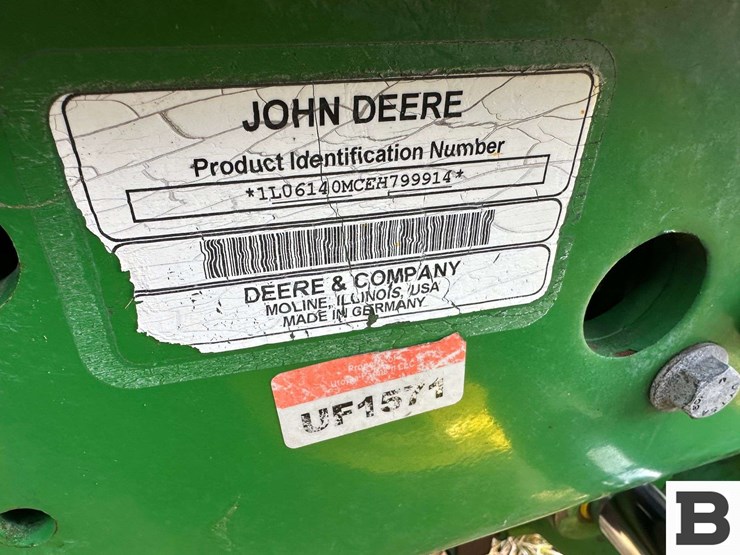 JOHN DEERE
Product Identification Number
*1L06140MCEH799914*
DEERE & COMPANY
MOLINE, ILLINOIS, USA
MADE IN GERMANY
UF1571
B